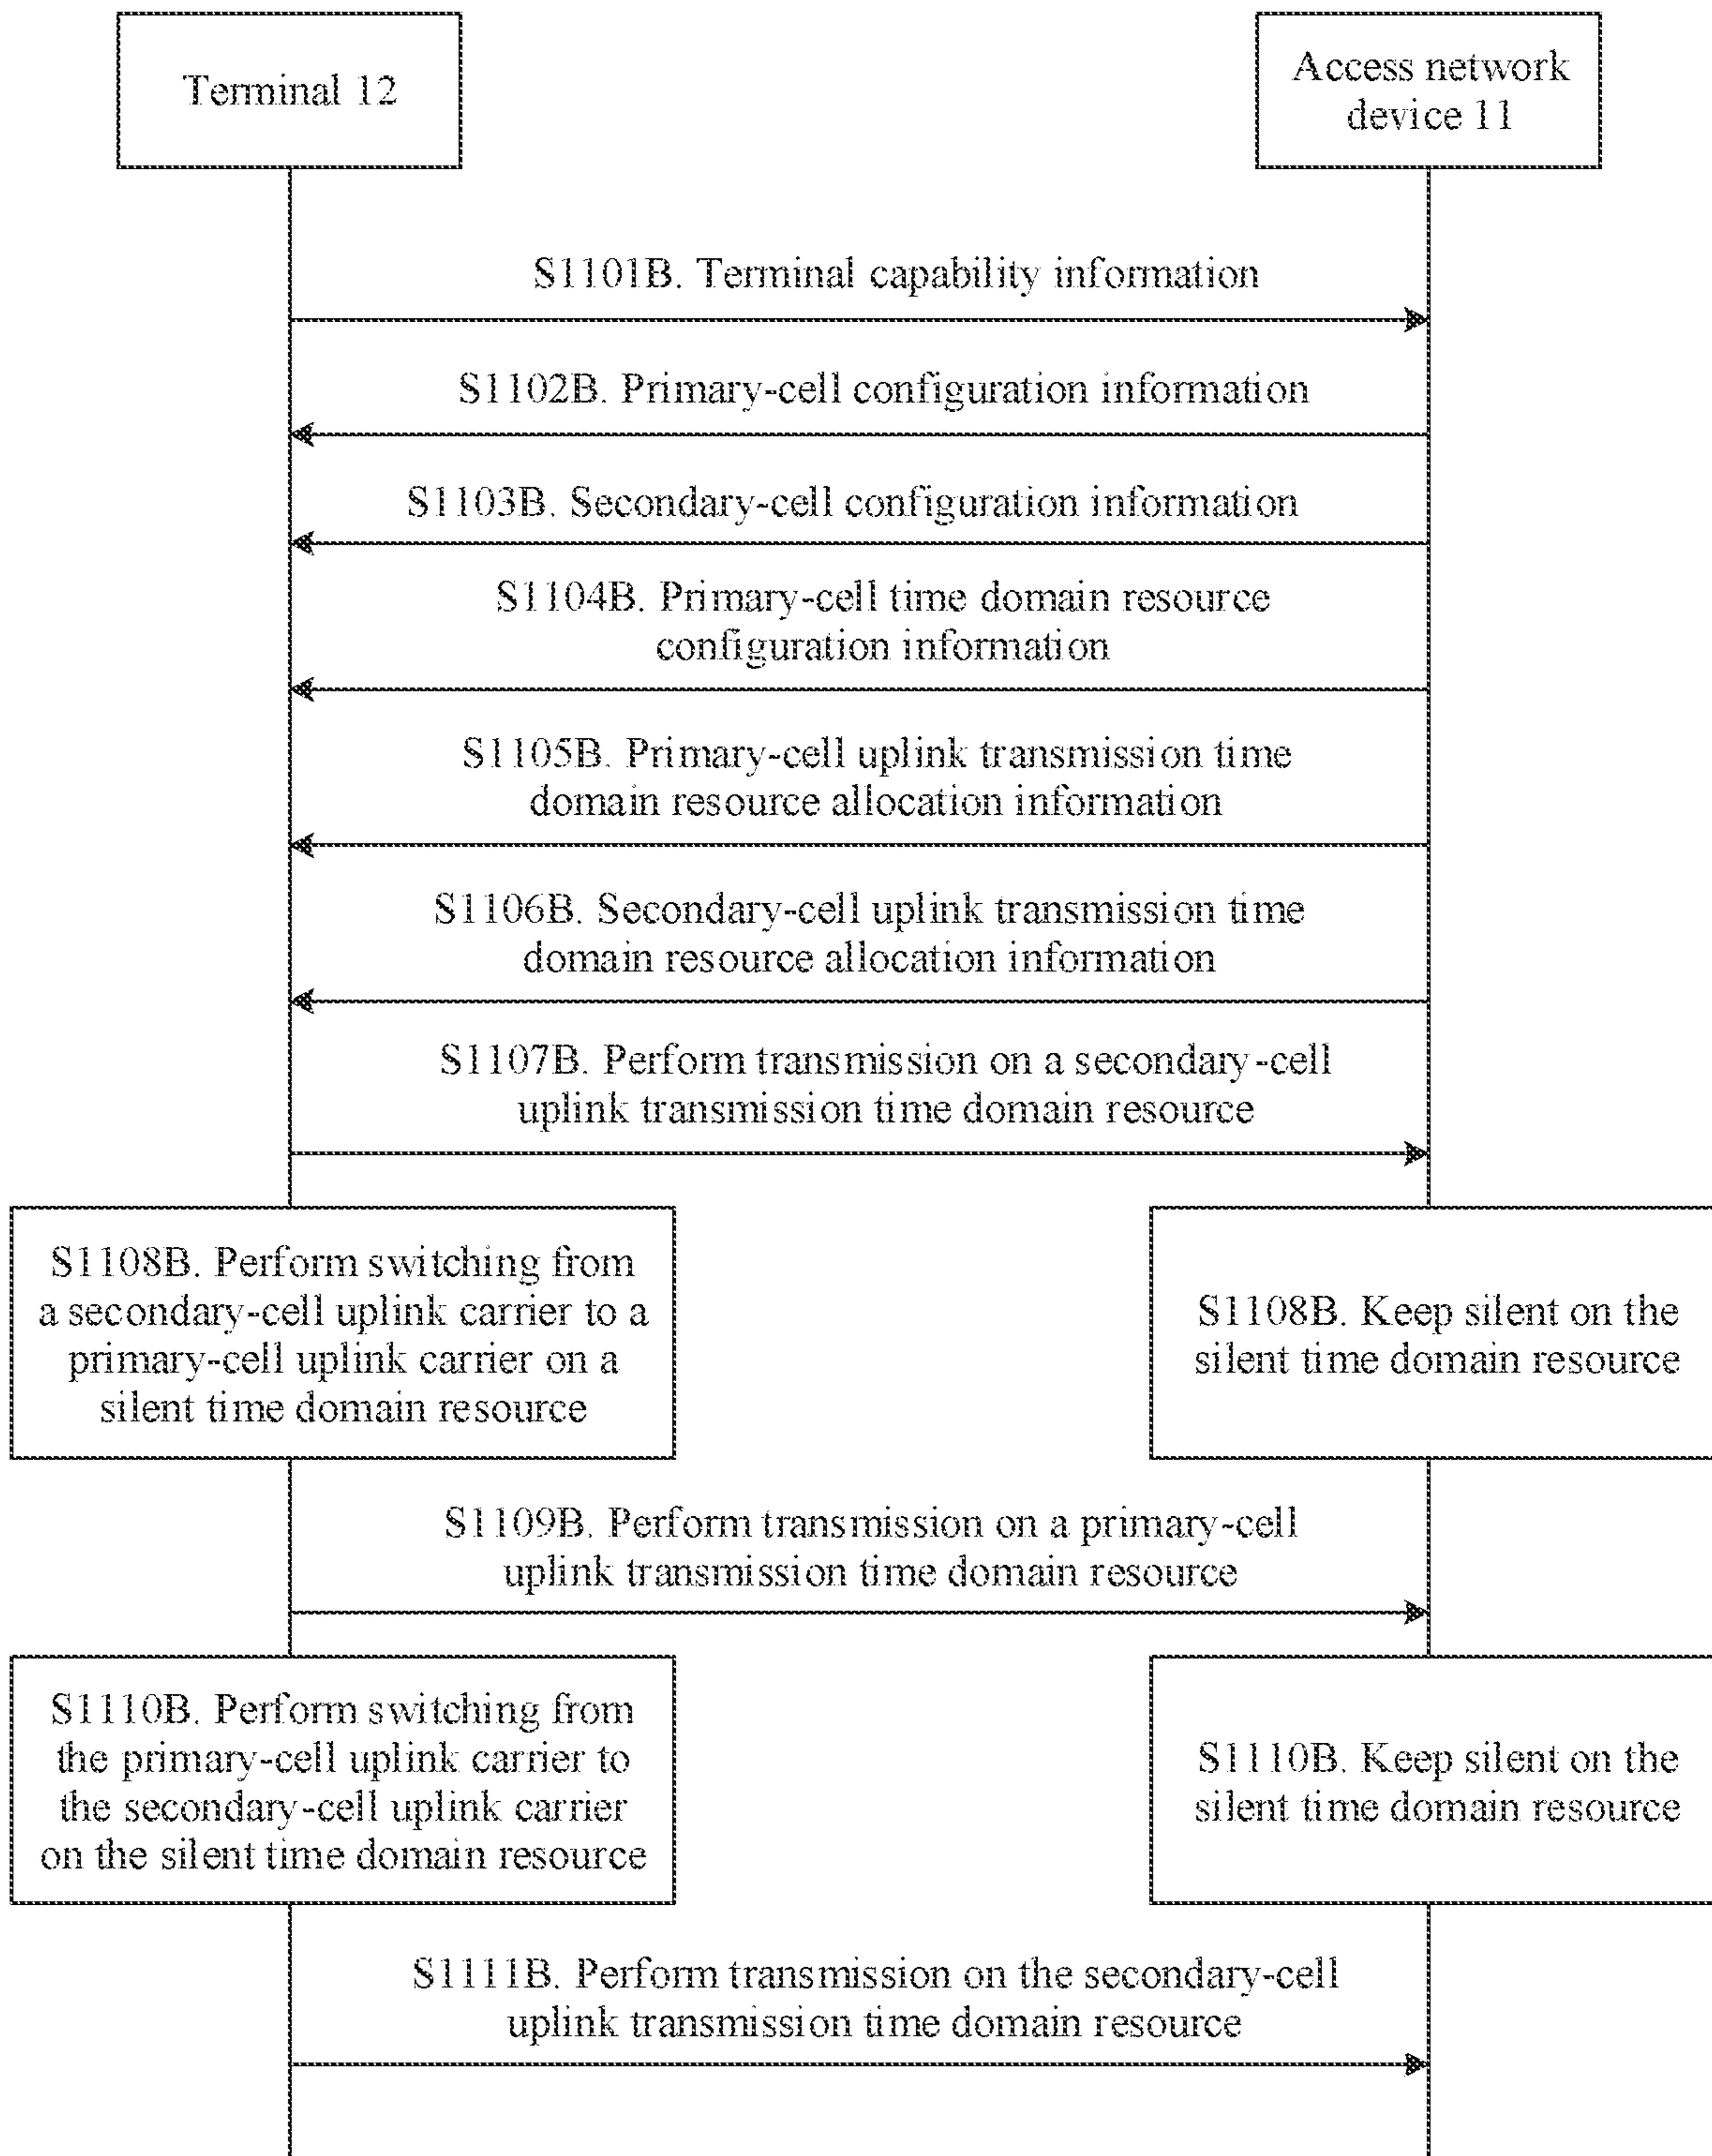 Terminal 12
Access network
device 11
S1101B. Terminal capability information
S1102B. Primary-cell configuration information
S1103B. Secondary-cell configuration information
S1104B. Primary-cell time domain resource
configuration information
S1105B. Primary-cell uplink transmission time
domain resource allocation information
S1106B. Secondary-cell uplink transmission time
domain resource allocation information
S1107B. Perform transmission on a secondary-cell
uplink transmission time domain resource
S1108B. Perform switching from
a secondary-cell uplink carrier to a
primary-cell uplink carrier on a
silent time domain resource
S1108B. Keep silent on the
silent time domain resource
S1109B. Perform transmission on a primary-cell
uplink transmission time domain resource
S1110B. Perform switching from
the primary-cell uplink carrier to
the secondary-cell uplink carrier
on the silent time domain resource
S1110B. Keep silent on the
silent time domain resource
S1111B. Perform transmission on the secondary-cell
uplink transmission time domain resource